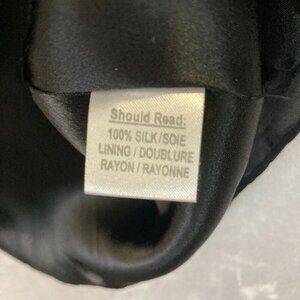 Should Read:
100% SILK/SOIE
LINING / DOUBLURE
RAYON / RAYONNE